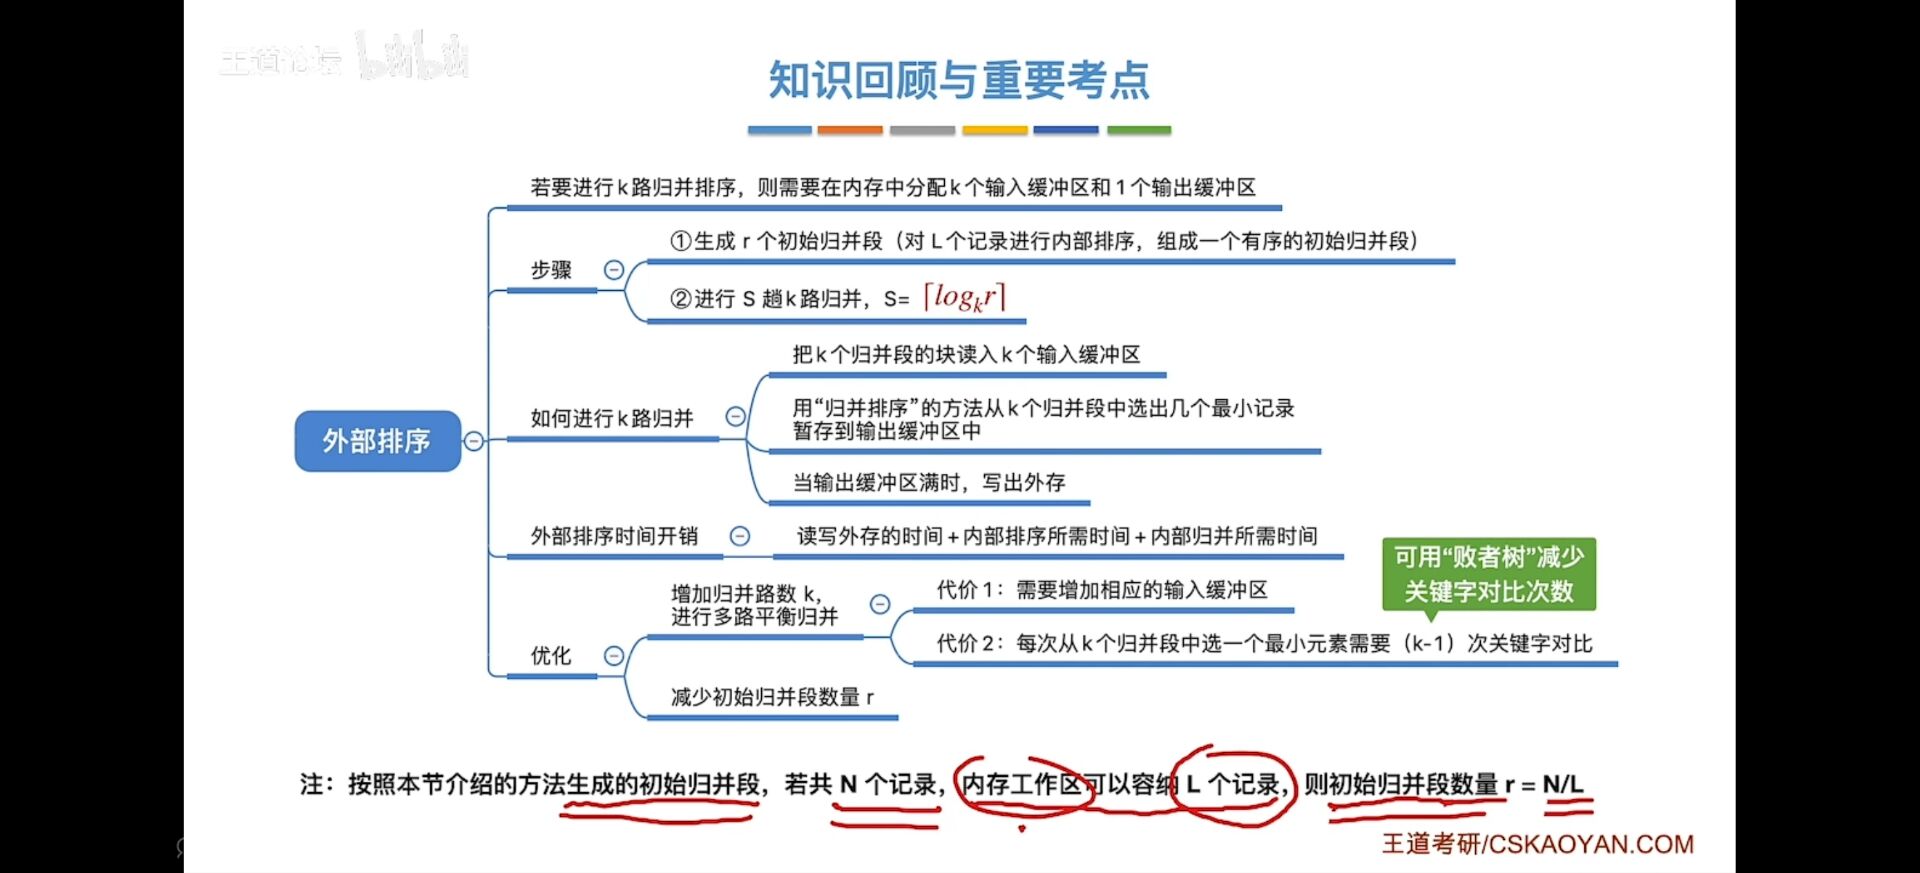 王道论坛 bilibili
知识回顾与重要考点
若要进行k路归并排序，则需要在内存中分配k个输入缓冲区和1个输出缓冲区
①生成 r 个初始归并段（对 L个记录进行内部排序，组成一个有序的初始归并段）
步骤
②进行 S 趟k路归并，S= ⌈logₖr⌉
把k个归并段的块读入k个输入缓冲区
如何进行k路归并
用“归并排序”的方法从k个归并段中选出几个最小记录
暂存到输出缓冲区中
外部排序
当输出缓冲区满时，写出外存
外部排序时间开销
读写外存的时间+内部排序所需时间+内部归并所需时间
可用“败者树”减少
关键字对比次数
增加归并路数 k，
进行多路平衡归并
代价1：需要增加相应的输入缓冲区
代价2：每次从k个归并段中选一个最小元素需要（k-1）次关键字对比
优化
减少初始归并段数量 r
注：按照本节介绍的方法生成的初始归并段，若共 N 个记录，内存工作区可以容纳 L 个记录，则初始归并段数量 r = N/L
王道考研/CSKAOYAN.COM